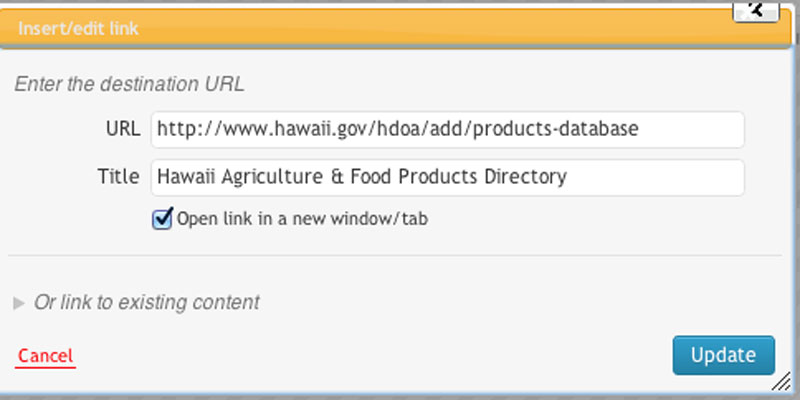 Insert/edit link
Enter the destination URL
URL http://www.hawaii.gov/hdoa/add/products-database
Title Hawaii Agriculture & Food Products Directory
Open link in a new window/tab
Or link to existing content
Cancel Update